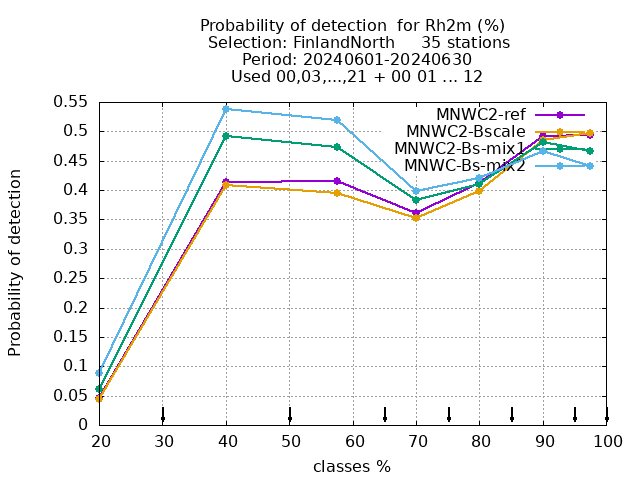 Probability of detection  for Rh2m (%)
Selection: FinlandNorth     35 stations
Period: 20240601-20240630
Used 00,03,...,21 + 00 01 ... 12
Probability of detection
0.55
0.5
0.45
0.4
0.35
0.3
0.25
0.2
0.15
0.1
0.05
0
MNWC2-ref
MNWC2-Bscale
MNWC2-Bs-mix1
MNWC-Bs-mix2
20 30 40 50 60 70 80 90 100
classes %